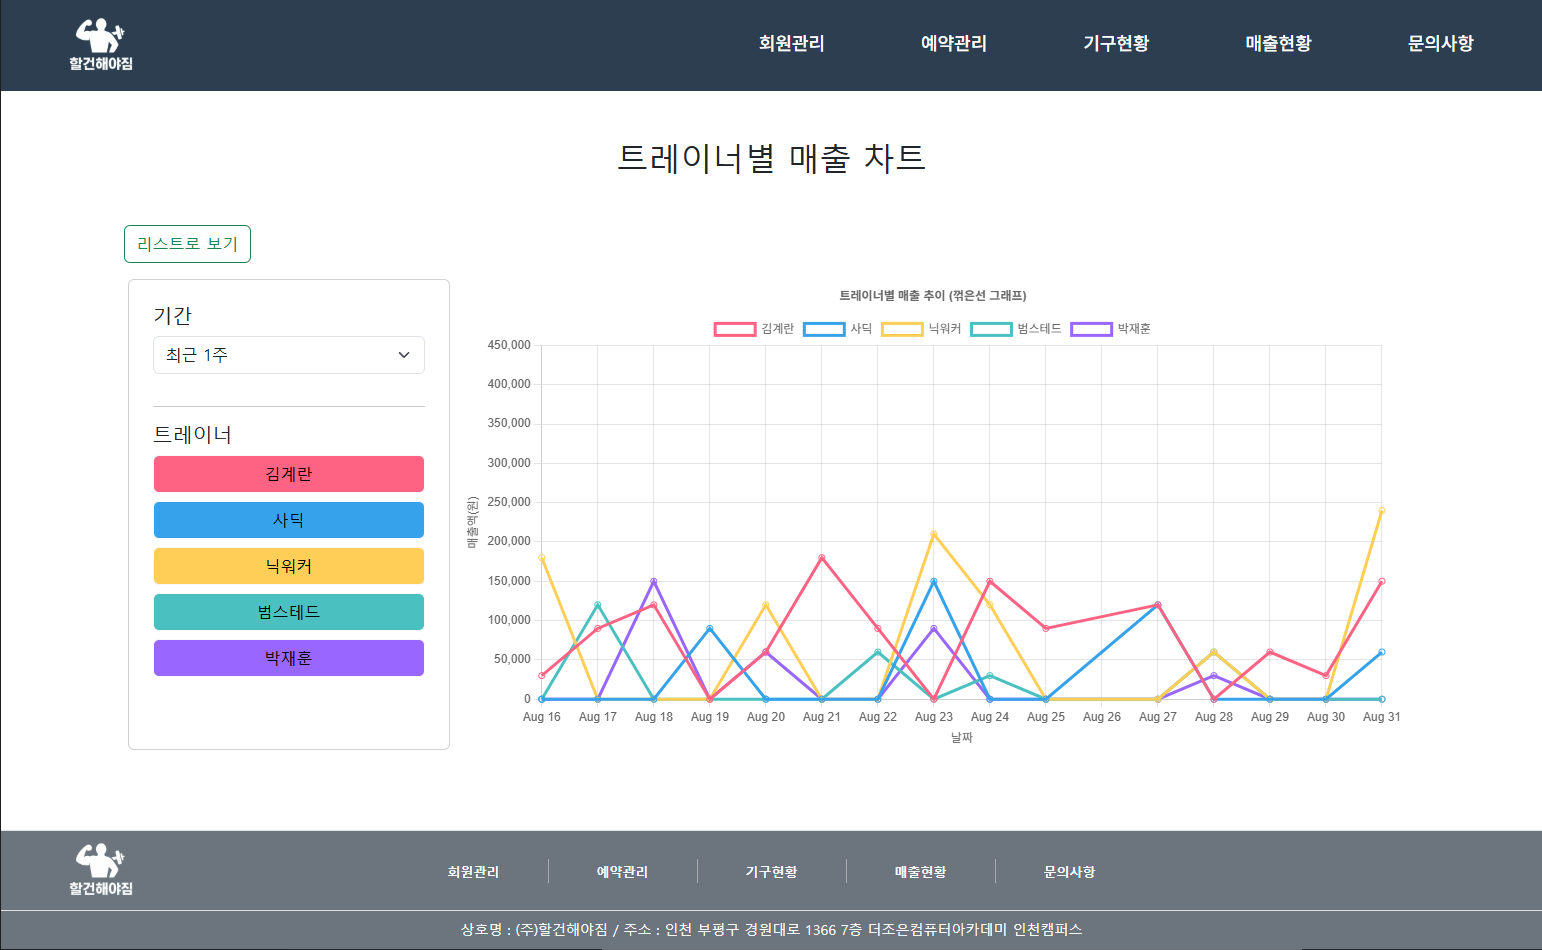 할건해야짐
회원관리 예약관리 기구현황 매출현황 문의사항
트레이너별 매출 차트
리스트로 보기
기간
최근 1주
트레이너
김계란
사딕
닉워커
범스테드
박재훈
트레이너별 매출 추이 (꺾은선 그래프)
김계란 사딕 닉워커 범스테드 박재훈
매출액(원)
450,000
400,000
350,000
300,000
250,000
200,000
150,000
100,000
50,000
0
Aug 16 Aug 17 Aug 18 Aug 19 Aug 20 Aug 21 Aug 22 Aug 23 Aug 24 Aug 25 Aug 26 Aug 27 Aug 28 Aug 29 Aug 30 Aug 31
날짜
할건해야짐
회원관리 예약관리 기구현황 매출현황 문의사항
상호명 : (주)할건해야짐 / 주소 : 인천 부평구 경원대로 1366 7층 더조은컴퓨터아카데미 인천캠퍼스